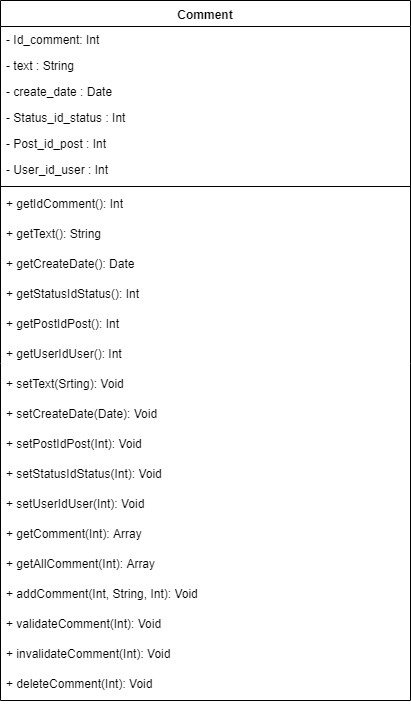 Comment
- Id_comment: Int
- text : String
- create_date : Date
- Status_id_status : Int
- Post_id_post : Int
- User_id_user : Int
+ getIdComment(): Int
+ getText(): String
+ getCreateDate(): Date
+ getStatusIdStatus(): Int
+ getPostIdPost(): Int
+ getUserIdUser(): Int
+ setText(Srting): Void
+ setCreateDate(Date): Void
+ setPostIdPost(Int): Void
+ setStatusIdStatus(Int): Void
+ setUserIdUser(Int): Void
+ getComment(Int): Array
+ getAllComment(Int): Array
+ addComment(Int, String, Int): Void
+ validateComment(Int): Void
+ invalidateComment(Int): Void
+ deleteComment(Int): Void